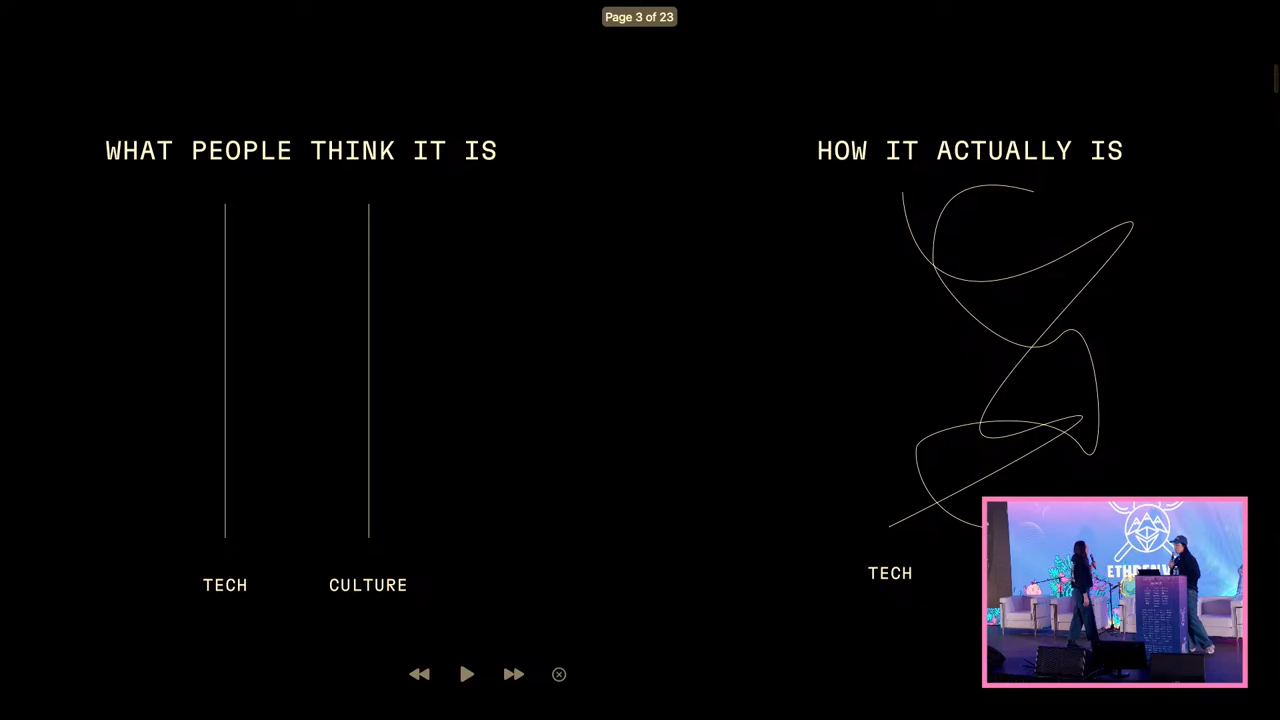 Page 3 of 23
WHAT PEOPLE THINK IT IS
HOW IT ACTUALLY IS
TECH
CULTURE
TECH